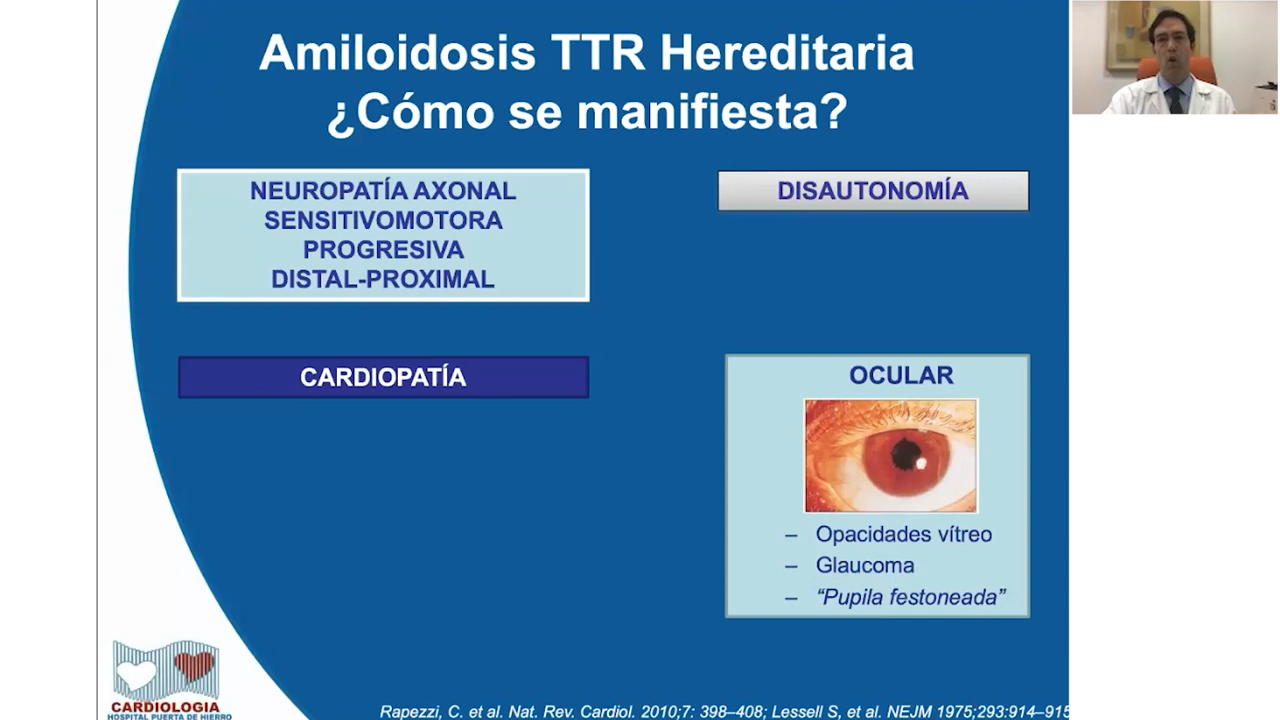 Amiloidosis TTR Hereditaria
¿Cómo se manifiesta?
NEUROPATÍA AXONAL
SENSITIVOMOTORA
PROGRESIVA
DISTAL-PROXIMAL
DISAUTONOMÍA
CARDIOPATÍA
OCULAR
– Opacidades vítreo
– Glaucoma
– “Pupila festoneada”
CARDIOLOGIA
HOSPITAL PUERTA DE HIERRO
Rapezzi, C. et al. Nat. Rev. Cardiol. 2010;7: 398–408; Lessell S, et al. NEJM 1975;293:914–915